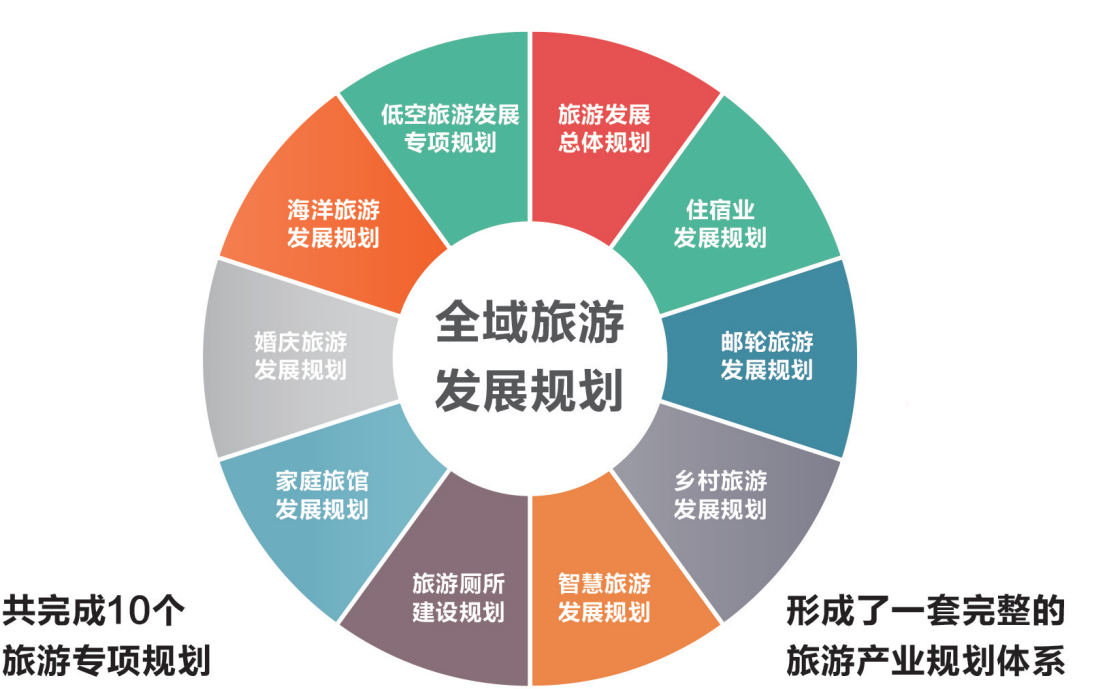 低空旅游发展
专项规划
旅游发展
总体规划
住宿业
发展规划
邮轮旅游
发展规划
乡村旅游
发展规划
智慧旅游
发展规划
旅游厕所
建设规划
家庭旅馆
发展规划
婚庆旅游
发展规划
海洋旅游
发展规划
全域旅游
发展规划
共完成10个
旅游专项规划
形成了一套完整的
旅游产业规划体系